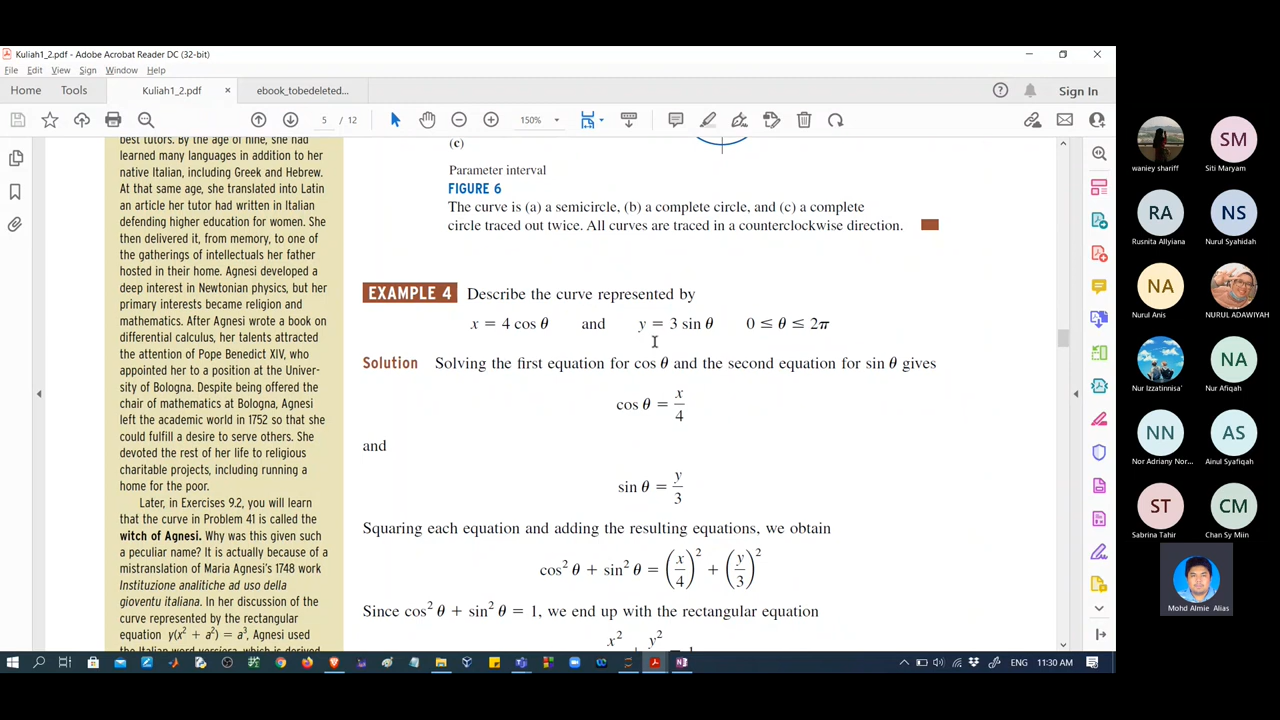 Kuliah1_2.pdf - Adobe Acrobat Reader DC (32-bit)
File Edit View Sign Window Help
Home Tools Kuliah1_2.pdf × ebook_tobedeleted... Sign In
5 / 12 150%
best tutors. By the age of nine, she had
learned many languages in addition to her
native Italian, including Greek and Hebrew.
At that same age, she translated into Latin
an article her tutor had written in Italian
defending higher education for women. She
then delivered it, from memory, to one of
the gatherings of intellectuals her father
hosted in their home. Agnesi developed a
deep interest in Newtonian physics, but her
primary interests became religion and
mathematics. After Agnesi wrote a book on
differential calculus, her talents attracted
the attention of Pope Benedict XIV, who
appointed her to a position at the Univer-
sity of Bologna. Despite being offered the
chair of mathematics at Bologna, Agnesi
left the academic world in 1752 so that she
could fulfill a desire to serve others. She
devoted the rest of her life to religious
charitable projects, including running a
home for the poor.
Later, in Exercises 9.2, you will learn
that the curve in Problem 41 is called the
witch of Agnesi. Why was this given such
a peculiar name? It is actually because of a
mistranslation of Maria Agnesi's 1748 work
Instituzione analitiche ad uso della
gioventu italiana. In her discussion of the
curve represented by the rectangular
equation y(x² + a²) = a³, Agnesi used
the Italian word versiera, which is derived
(c)
Parameter interval
FIGURE 6
The curve is (a) a semicircle, (b) a complete circle, and (c) a complete
circle traced out twice. All curves are traced in a counterclockwise direction.
EXAMPLE 4 Describe the curve represented by
x = 4 cos θ and y = 3 sin θ 0 ≤ θ ≤ 2π
Solution Solving the first equation for cos θ and the second equation for sin θ gives
cos θ = x/4
and
sin θ = y/3
Squaring each equation and adding the resulting equations, we obtain
cos² θ + sin² θ = (x/4)² + (y/3)²
Since cos² θ + sin² θ = 1, we end up with the rectangular equation
x² y²
waniey shariff
SM
Siti Maryam
RA
Rusnita Allyiana
NS
Nurul Syahidah
NA
Nurul Anis
NURUL ADAWIYAH
Nur Izzatinnisa'
NA
Nur Afiqah
NN
Nor Adriany Nor...
AS
Ainul Syafiqah
ST
Sabrina Tahir
CM
Chan Sy Miin
Mohd Almie Alias
ENG 11:30 AM